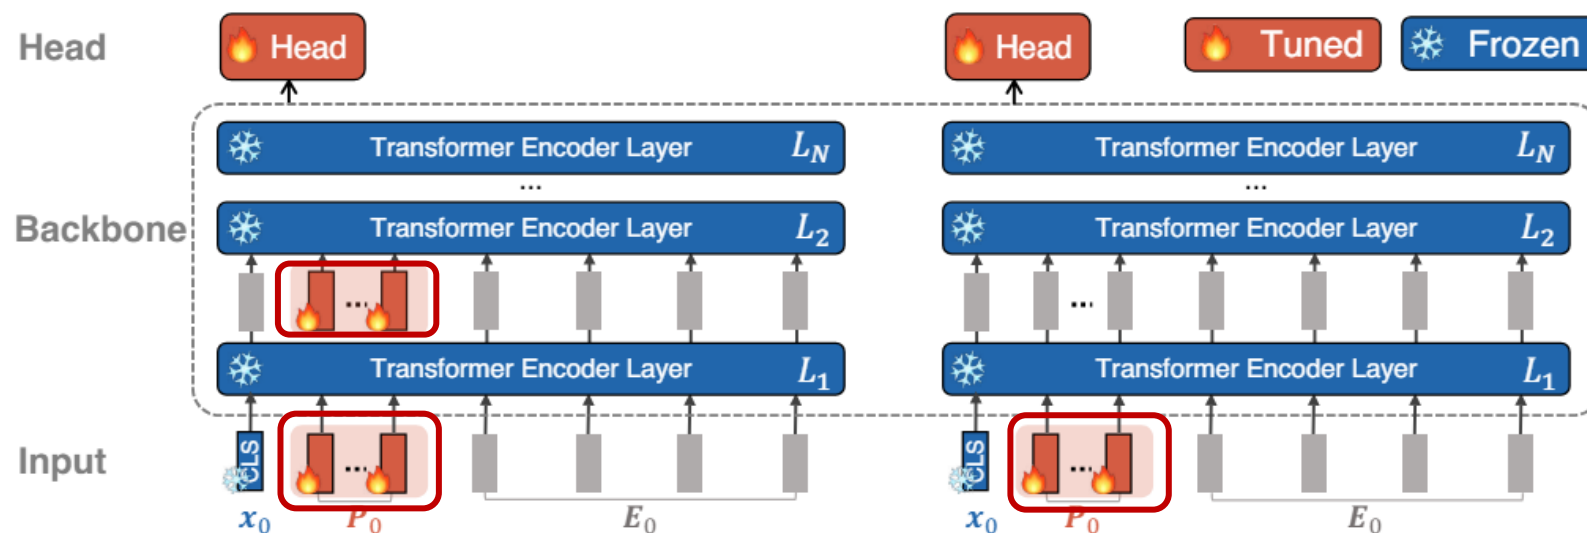 Head
Head
Head
Tuned
Frozen
Transformer Encoder Layer L_N
Transformer Encoder Layer L_N
...
...
Backbone
Transformer Encoder Layer L_2
Transformer Encoder Layer L_2
...
...
Transformer Encoder Layer L_1
Transformer Encoder Layer L_1
Input
CLS
...
CLS
...
x_0
P_0
E_0
x_0
P_0
E_0